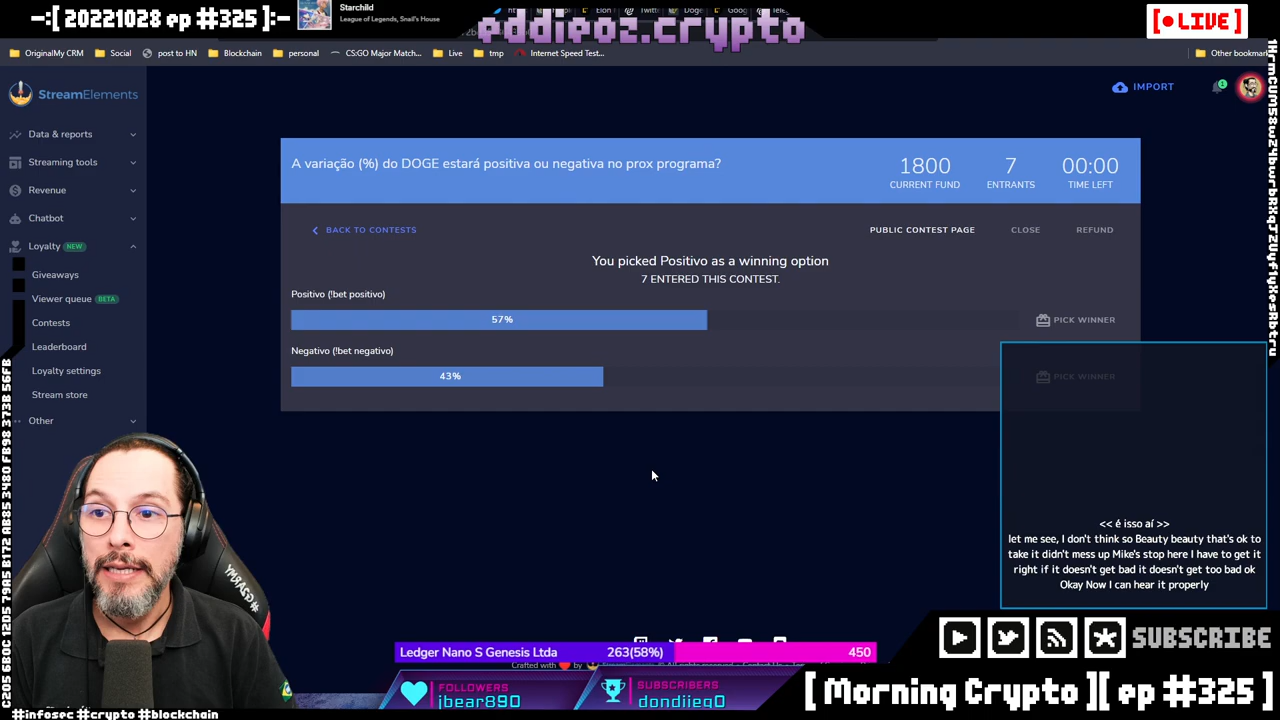 -:[ 20221028 ep #325 ]:-
Starchild
League of Legends, Snail's House
eddieoz.crypto
[ ● LIVE ]
OriginalMy CRM
Social
post to HN
Blockchain
personal
CS:GO Major Match...
Live
tmp
Internet Speed Test...
Other bookmar
StreamElements
IMPORT
1
Data & reports
Streaming tools
Revenue
Chatbot
Loyalty NEW
Giveaways
Viewer queue BETA
Contests
Leaderboard
Loyalty settings
Stream store
Other
A variação (%) do DOGE estará positiva ou negativa no prox programa?
1800
CURRENT FUND
7
ENTRANTS
00:00
TIME LEFT
BACK TO CONTESTS
PUBLIC CONTEST PAGE
CLOSE
REFUND
You picked Positivo as a winning option
7 ENTERED THIS CONTEST.
Positivo (!bet positivo)
57%
PICK WINNER
Negativo (!bet negativo)
43%
PICK WINNER
<< é isso aí >>
let me see, I don't think so Beauty beauty that's ok to
take it didn't mess up Mike's stop here I have to get it
right if it doesn't get bad it doesn't get too bad ok
Okay Now I can hear it properly
Ledger Nano S Genesis Ltda
263(58%)
450
Crafted with
FOLLOWERS
jbear890
SUBSCRIBERS
dondiieg0
SUBSCRIBE
[ Morning Crypto ][ ep #325 ]
#infosec #crypto #blockchain